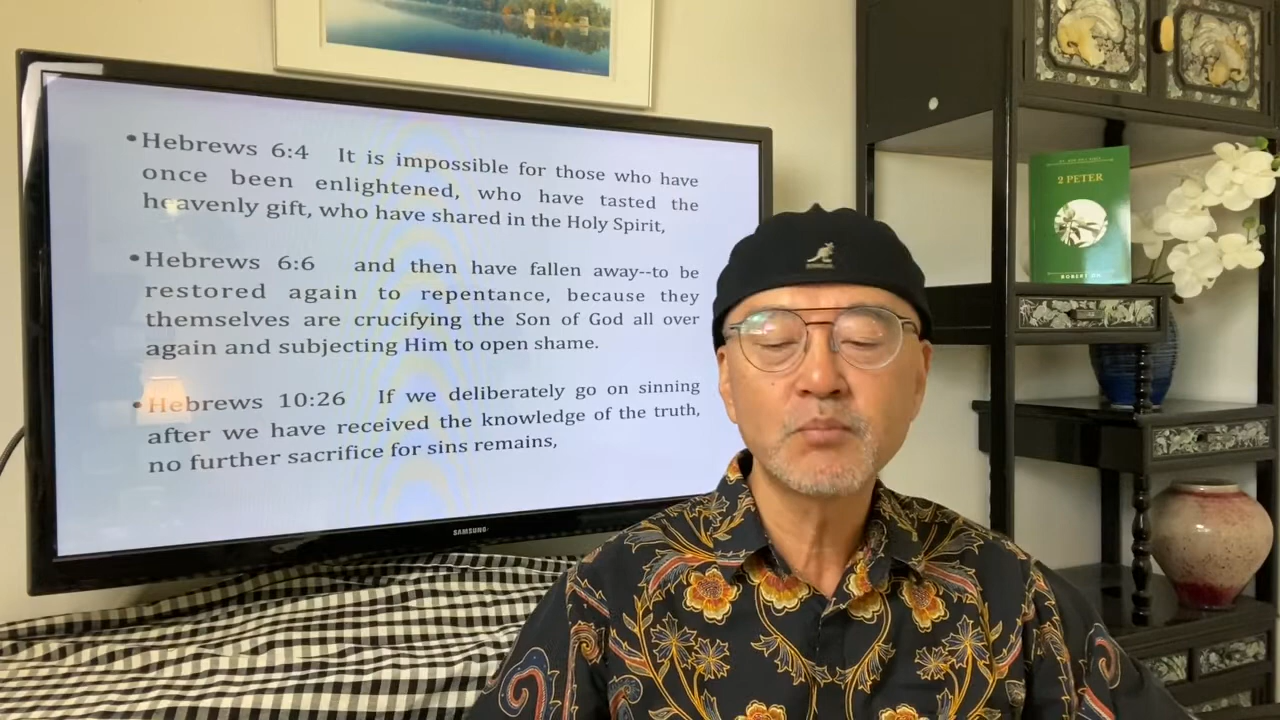 •Hebrews 6:4 It is impossible for those who have
once been enlightened, who have tasted the
heavenly gift, who have shared in the Holy Spirit,
•Hebrews 6:6 and then have fallen away--to be
restored again to repentance, because they
themselves are crucifying the Son of God all over
again and subjecting Him to open shame.
•Hebrews 10:26 If we deliberately go on sinning
after we have received the knowledge of the truth,
no further sacrifice for sins remains,
SAMSUNG
2 PETER
ROBERT